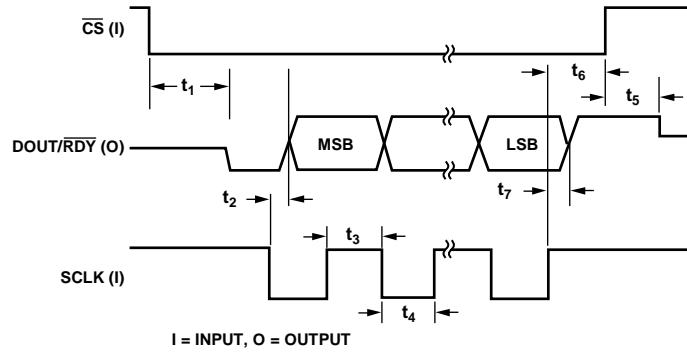 CS (I)
t6
t1
t5
DOUT/RDY (O)
MSB
LSB
t2
t7
t3
SCLK (I)
t4
I = INPUT, O = OUTPUT